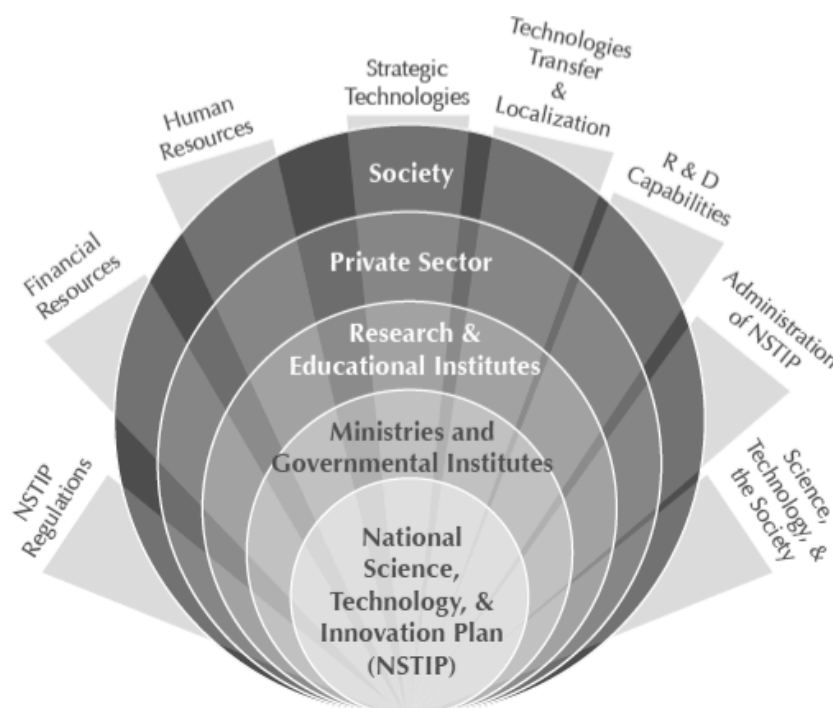 Technologies
Transfer
&
Localization
Strategic
Technologies
Human
Resources
R & D
Capabilities
Financial
Resources
Administration
of NSTIP
NSTIP
Regulations
Science,
Technology, &
the Society
Society
Private Sector
Research &
Educational Institutes
Ministries and
Governmental Institutes
National
Science,
Technology, &
Innovation Plan
(NSTIP)